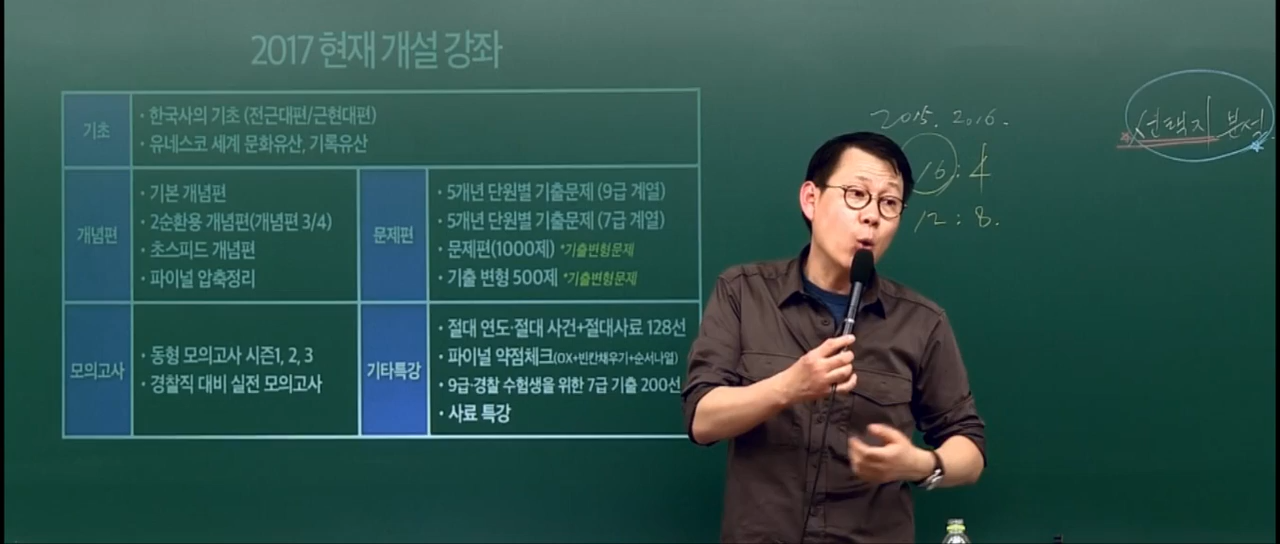 2017 현재 개설 강좌
기초
· 한국사의 기초 (전근대편/근현대편)
· 유네스코 세계 문화유산, 기록유산
개념편
· 기본 개념편
· 2순환용 개념편(개념편 3/4)
· 초스피드 개념편
· 파이널 압축정리
문제편
· 5개년 단원별 기출문제 (9급 계열)
· 5개년 단원별 기출문제 (7급 계열)
· 문제편(1000제) *기출변형문제
· 기출 변형 500제 *기출변형문제
모의고사
· 동형 모의고사 시즌1, 2, 3
· 경찰직 대비 실전 모의고사
기타특강
· 절대 연도·절대 사건+절대사료 128선
· 파이널 약점체크(OX+빈칸채우기+순서나열)
· 9급·경찰 수험생을 위한 7급 기출 200선
· 사료 특강
2015. 2016.
16 : 4
12 : 8.
선택지 분석